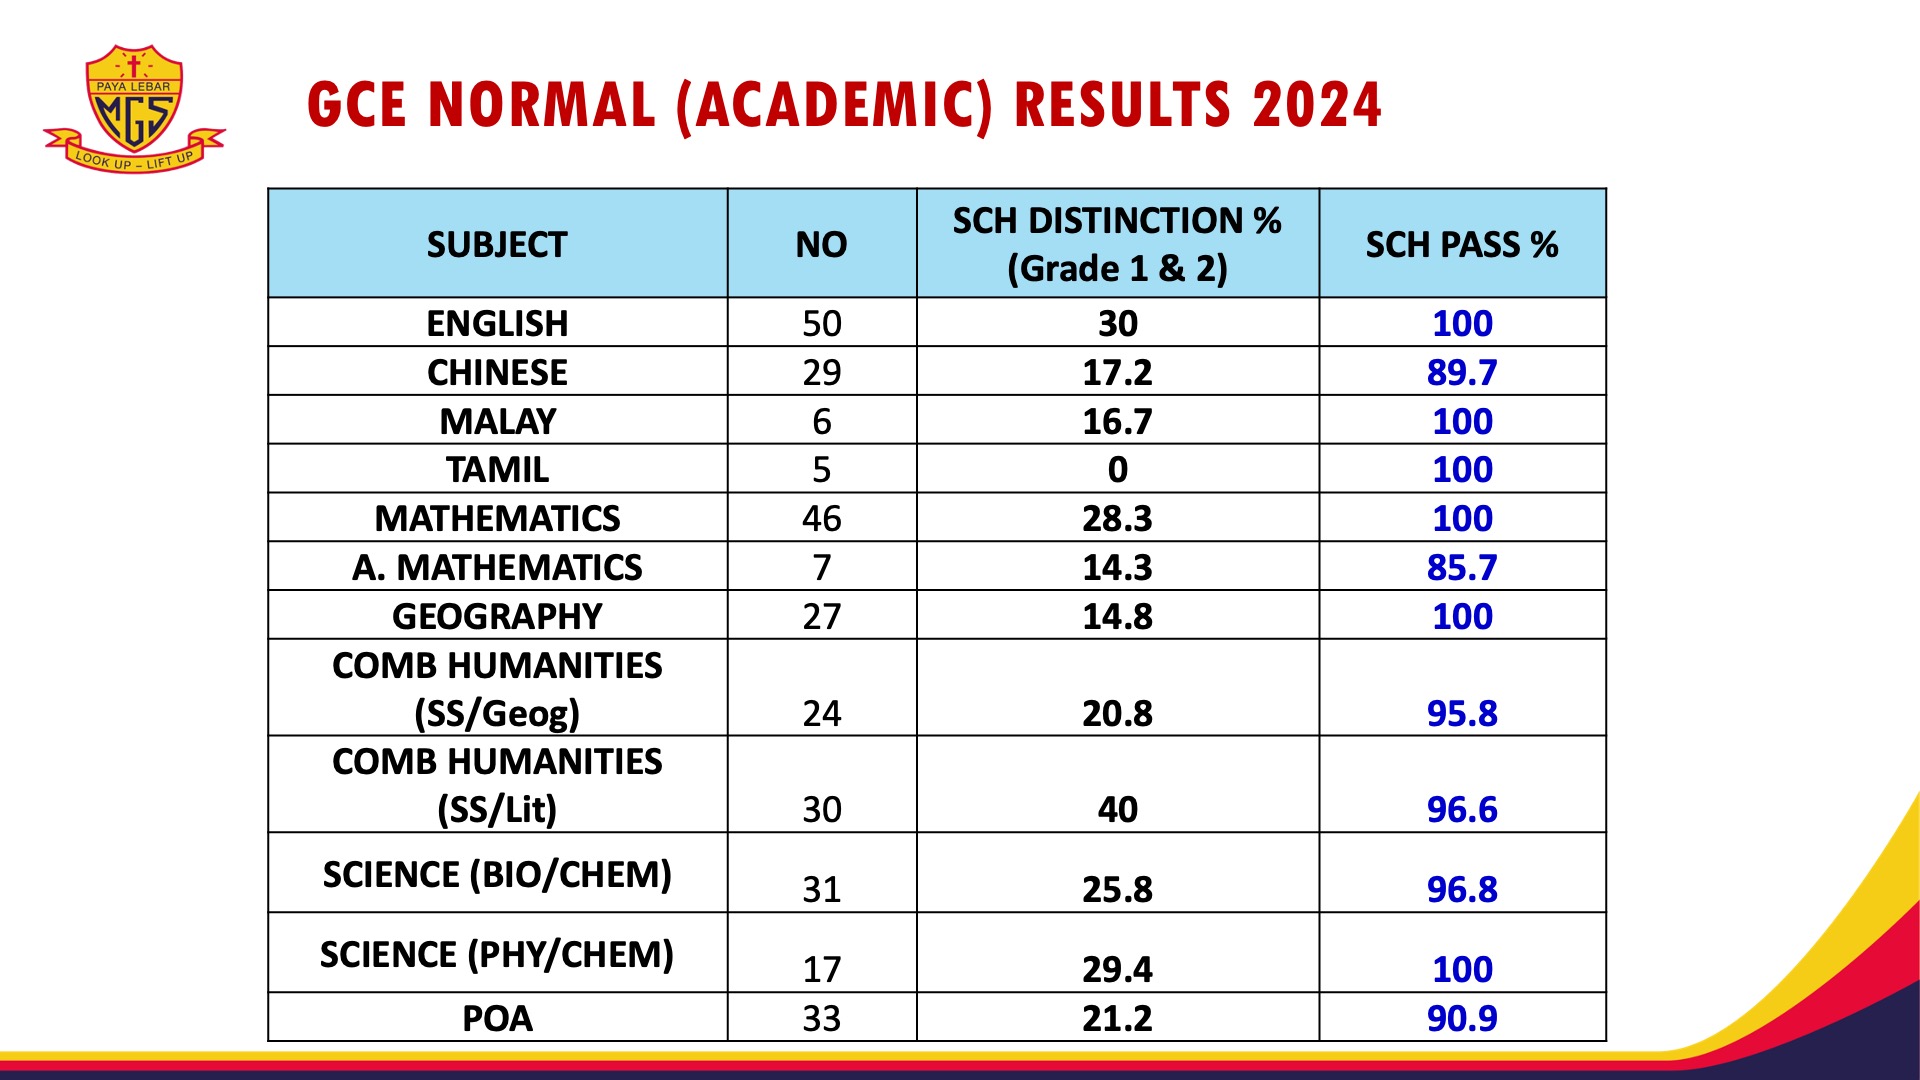 PAYA LEBAR
MGS
LOOK UP – LIFT UP
GCE NORMAL (ACADEMIC) RESULTS 2024
SUBJECT NO SCH DISTINCTION % (Grade 1 & 2) SCH PASS %
ENGLISH 50 30 100
CHINESE 29 17.2 89.7
MALAY 6 16.7 100
TAMIL 5 0 100
MATHEMATICS 46 28.3 100
A. MATHEMATICS 7 14.3 85.7
GEOGRAPHY 27 14.8 100
COMB HUMANITIES
(SS/Geog) 24 20.8 95.8
COMB HUMANITIES
(SS/Lit) 30 40 96.6
SCIENCE (BIO/CHEM) 31 25.8 96.8
SCIENCE (PHY/CHEM) 17 29.4 100
POA 33 21.2 90.9